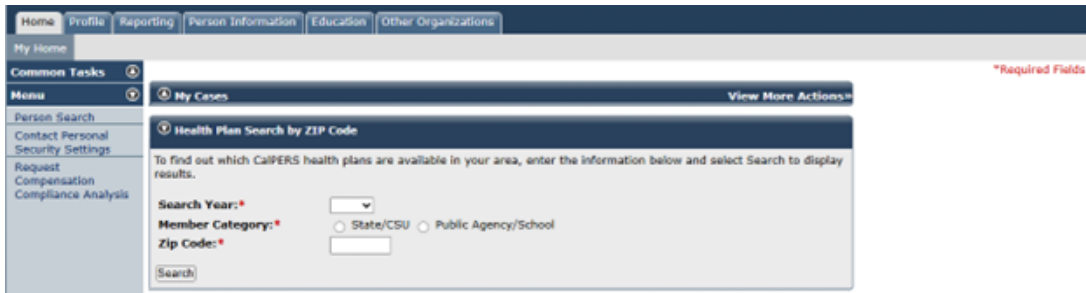 Home Profile Reporting Person Information Education Other Organizations
My Home
Common Tasks
*Required Fields
Menu
Person Search
Contact Personal
Security Settings
Request
Compensation
Compliance Analysis
My Cases View More Actions»
Health Plan Search by ZIP Code
To find out which CalPERS health plans are available in your area, enter the information below and select Search to display
results.
Search Year:*
Member Category:* State/CSU Public Agency/School
Zip Code:*
Search